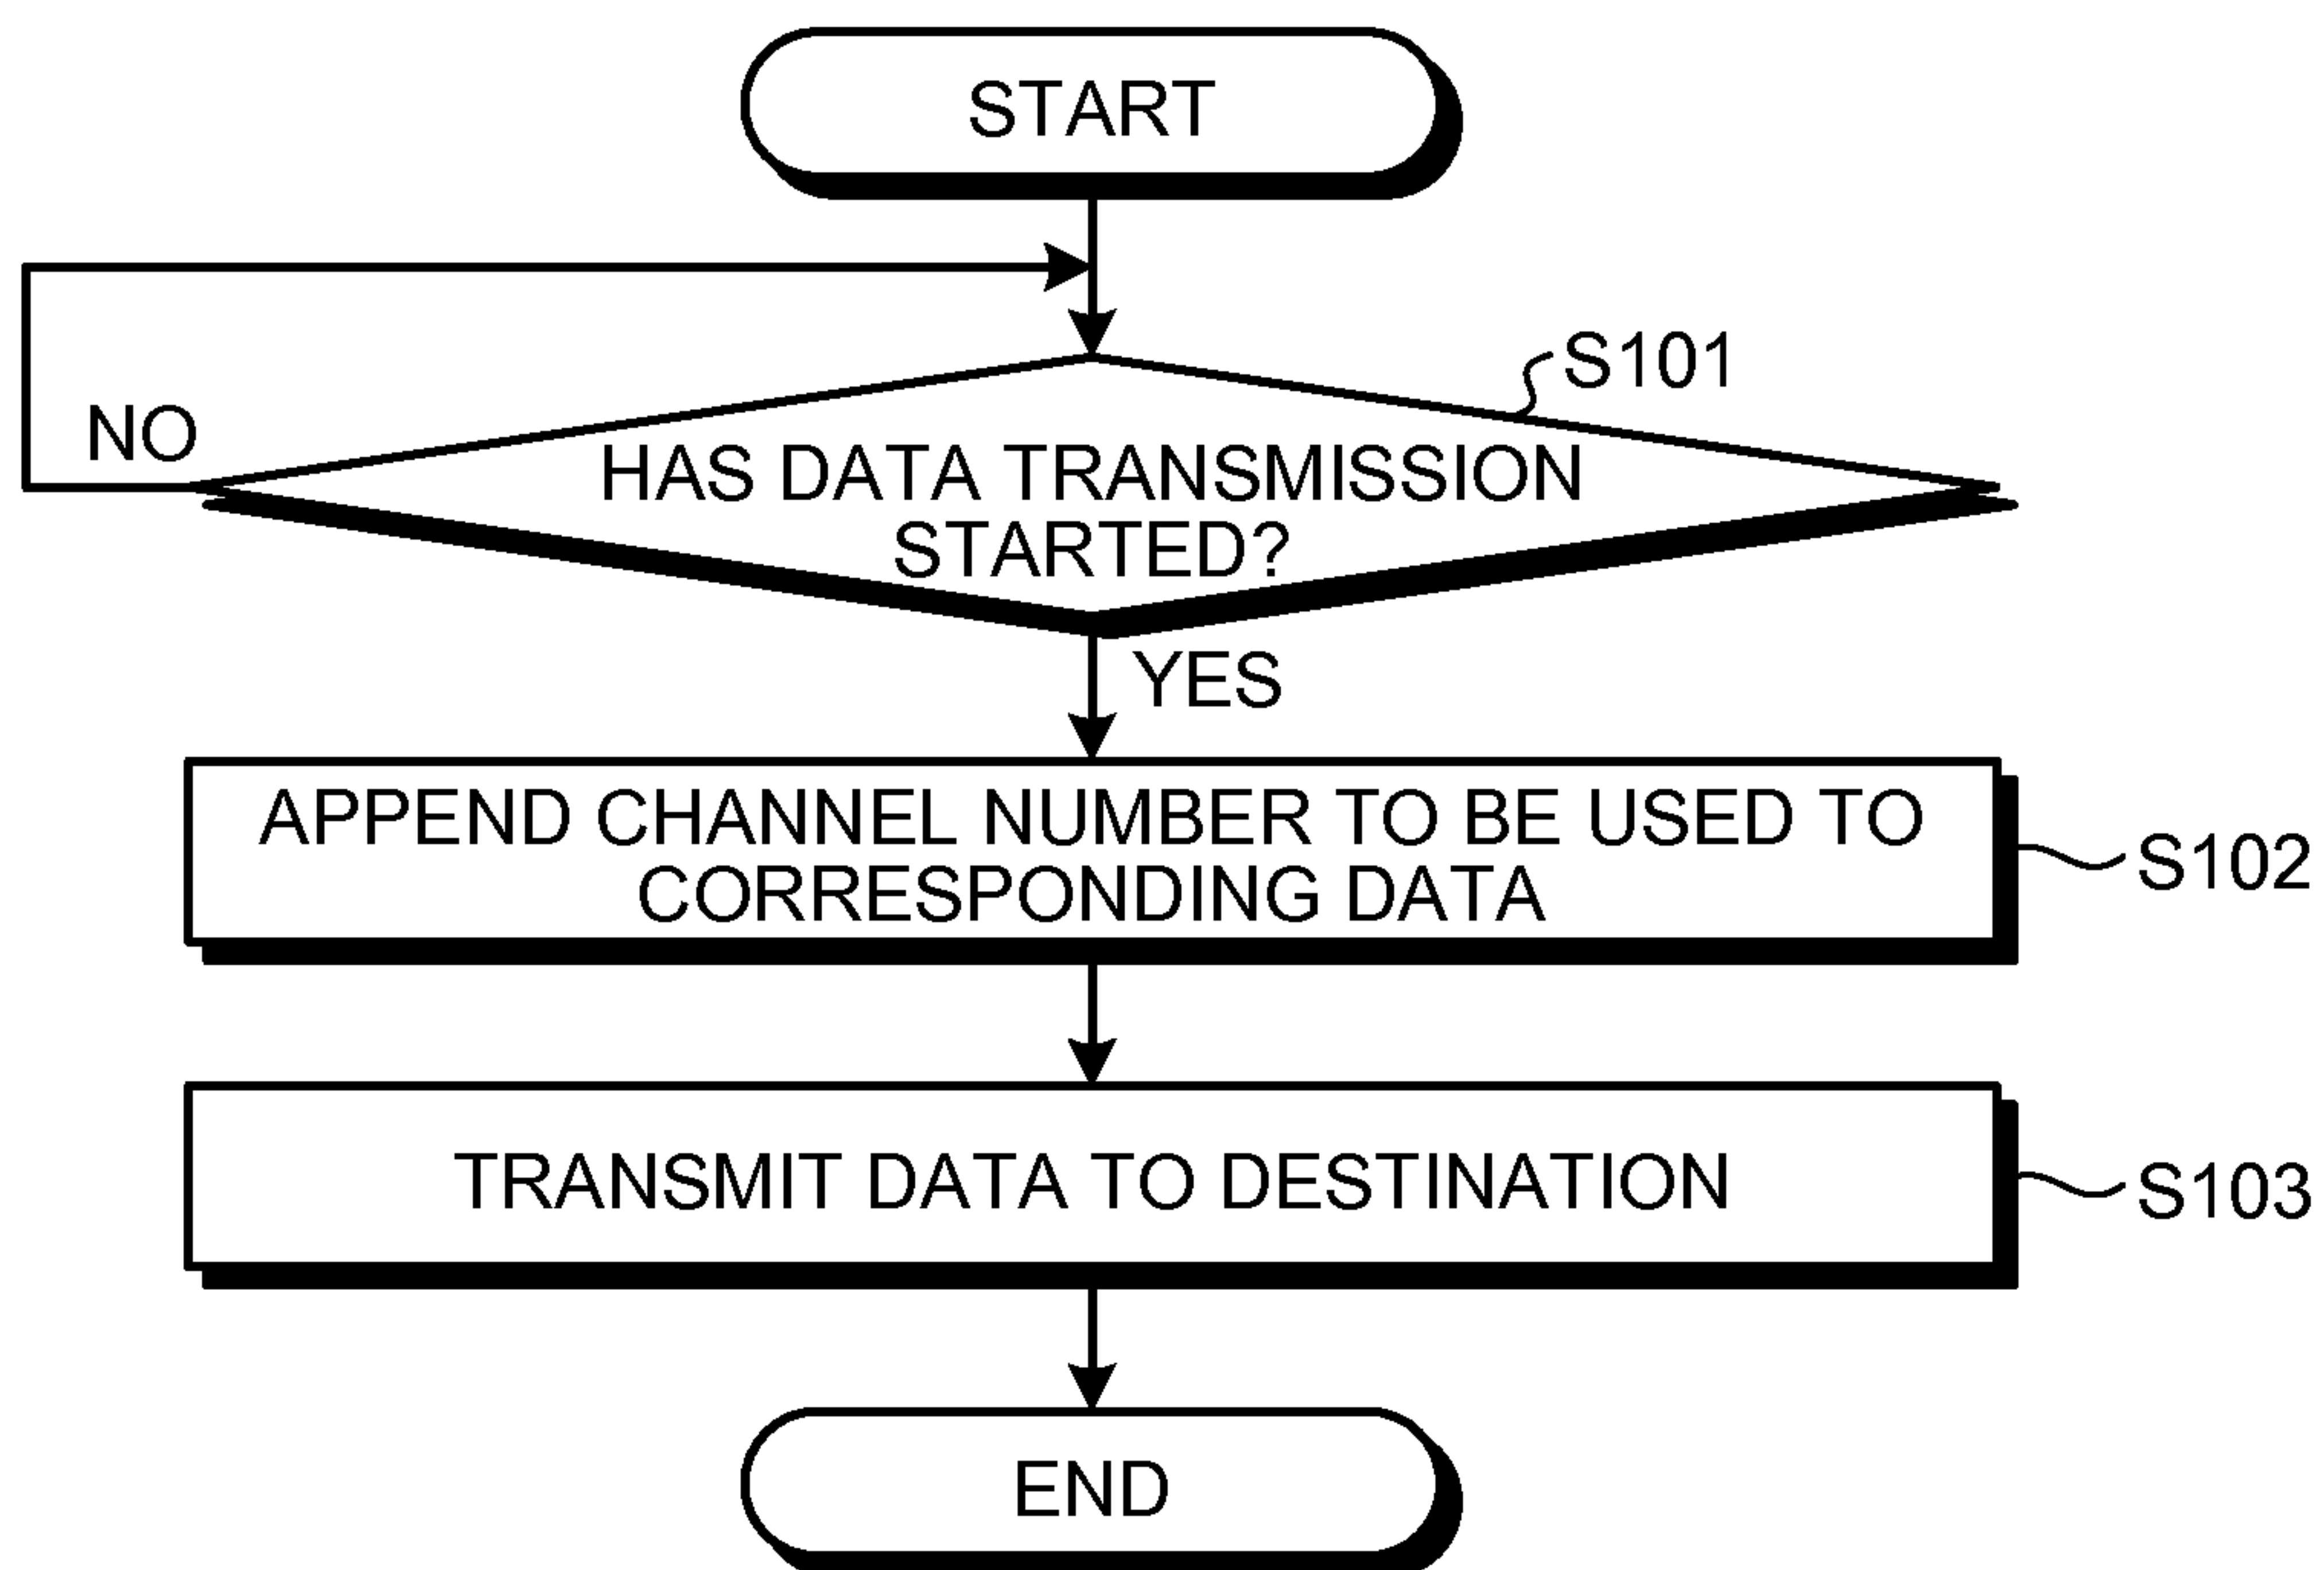 START
S101
NO
HAS DATA TRANSMISSION
STARTED?
YES
APPEND CHANNEL NUMBER TO BE USED TO
CORRESPONDING DATA
S102
TRANSMIT DATA TO DESTINATION
S103
END